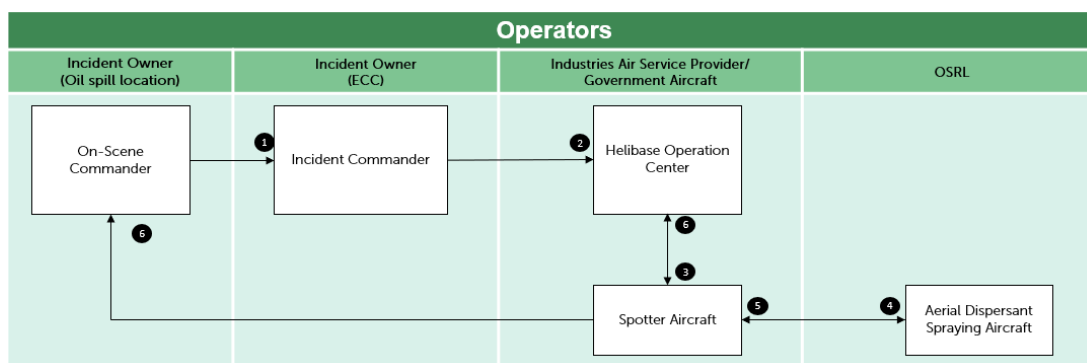 Operators
Incident Owner
(Oil spill location)
Incident Owner
(ECC)
Industries Air Service Provider/
Government Aircraft
OSRL
On-Scene
Commander
1
Incident Commander
2
Helibase Operation
Center
6
6
3
Spotter Aircraft
5
4
Aerial Dispersant
Spraying Aircraft